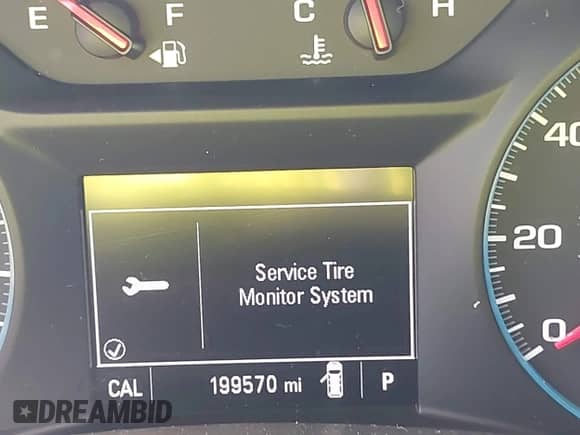 E F C H
40
20
0
Service Tire
Monitor System
CAL 199570 mi P
DREAMBID